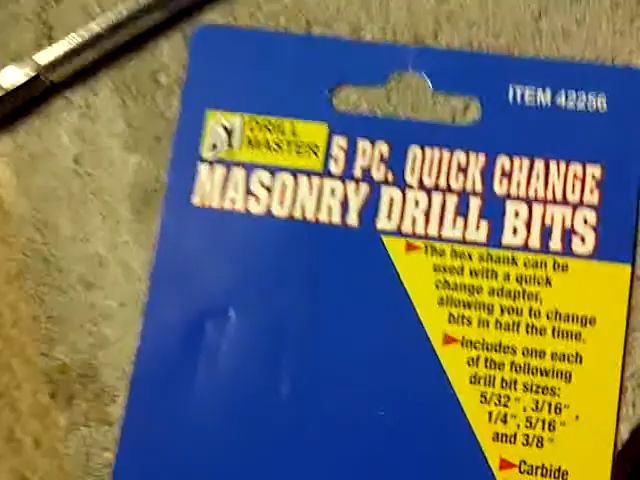 ITEM 42256
DRILL
MASTER
5 PC. QUICK CHANGE
MASONRY DRILL BITS
The hex shank can be
used with a quick
change adapter,
allowing you to change
bits in half the time.
Includes one each
of the following
drill bit sizes:
5/32", 3/16",
1/4", 5/16"
and 3/8"
Carbide